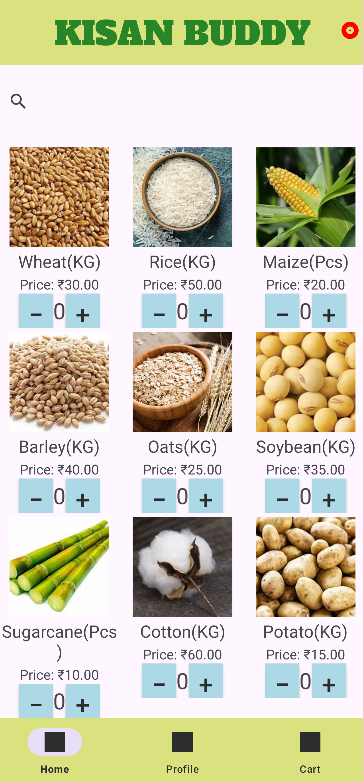 KISAN BUDDY
Wheat(KG) Rice(KG) Maize(Pcs)
Price: ₹30.00 Price: ₹50.00 Price: ₹20.00
− 0 + − 0 + − 0 +
Barley(KG) Oats(KG) Soybean(KG)
Price: ₹40.00 Price: ₹25.00 Price: ₹35.00
− 0 + − 0 + − 0 +
Sugarcane(Pcs Cotton(KG) Potato(KG)
) Price: ₹60.00 Price: ₹15.00
Price: ₹10.00 − 0 + − 0 +
− 0 +
Home Profile Cart